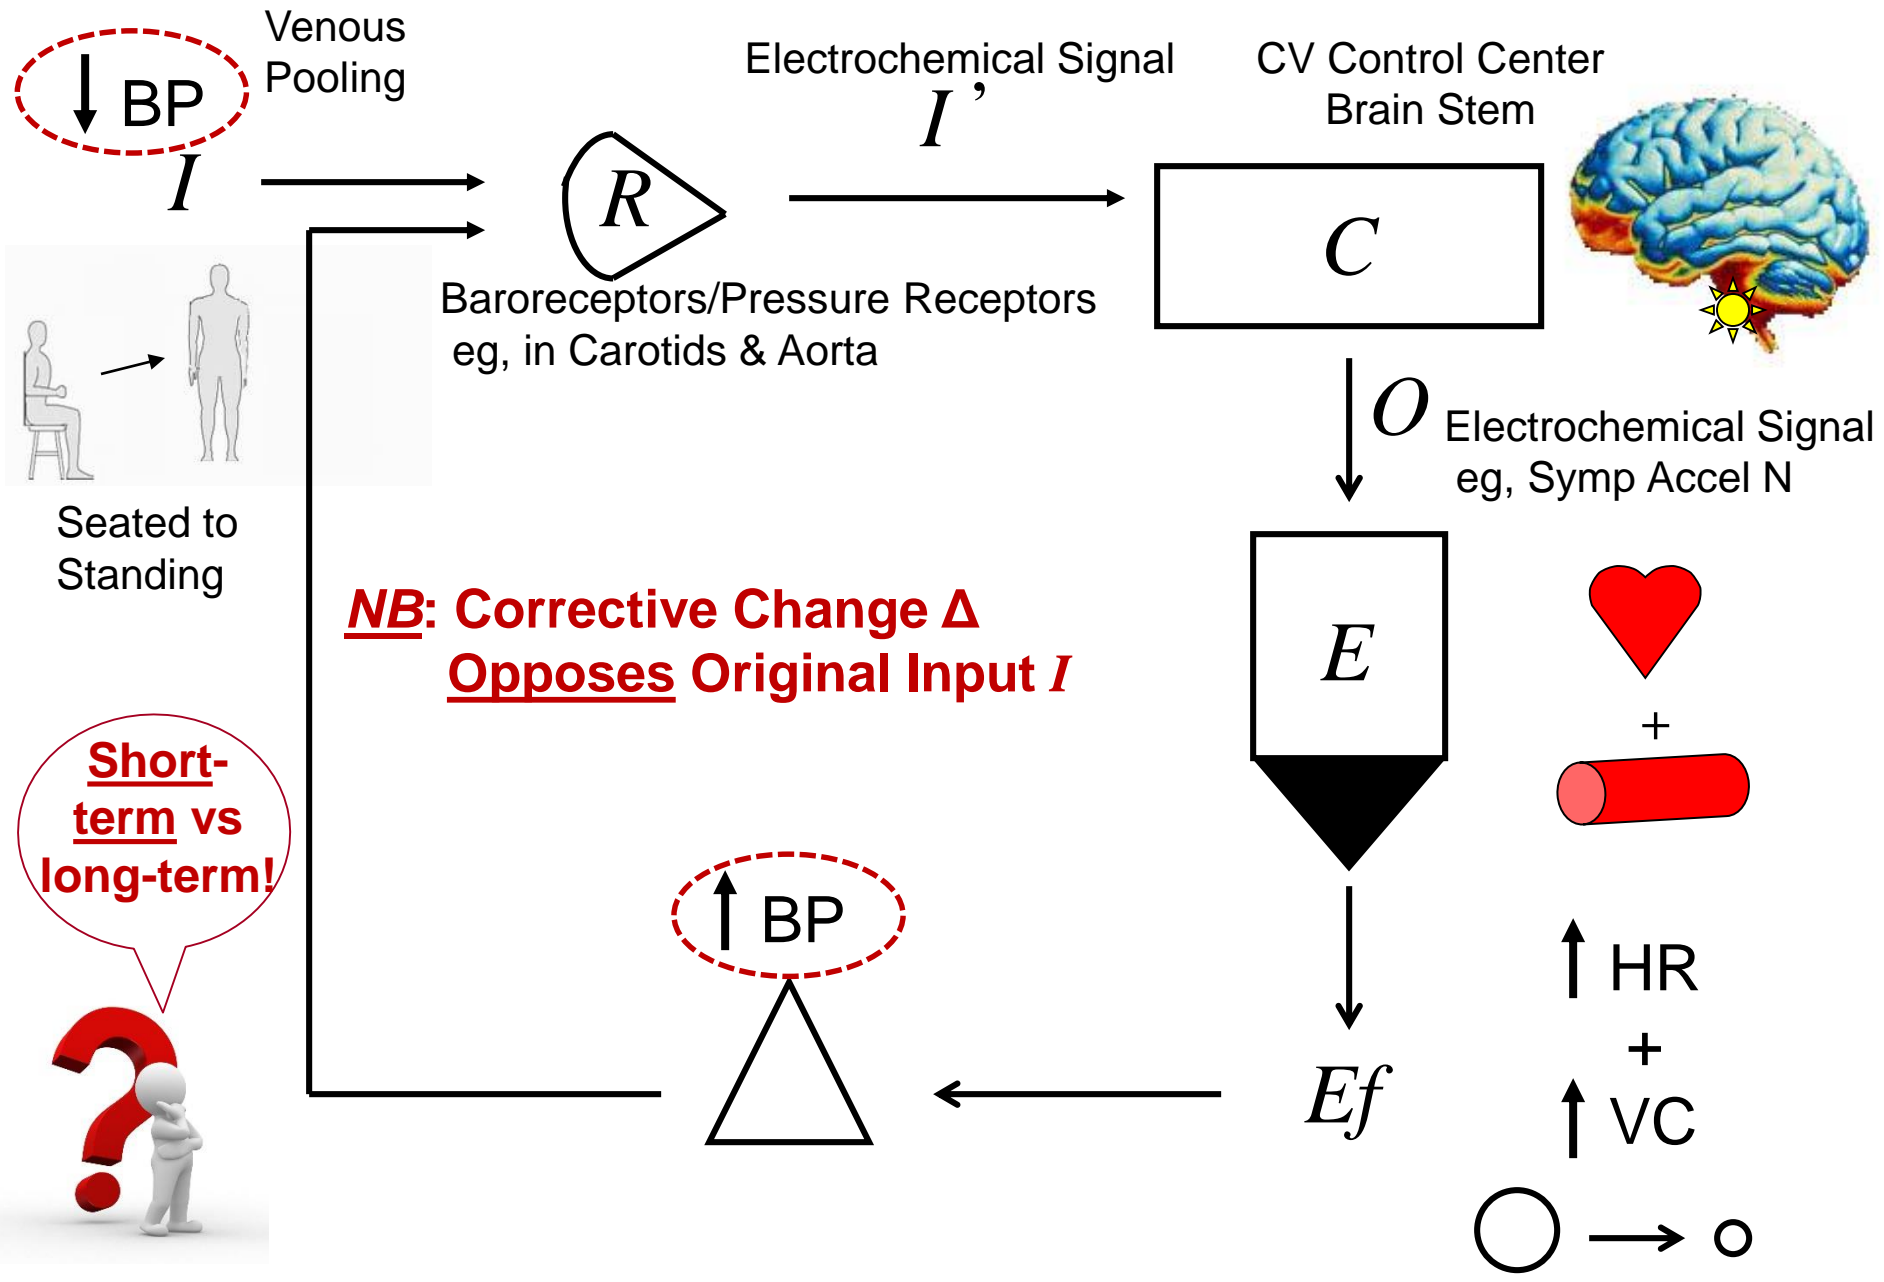 Venous
Pooling
↓ BP
I
Electrochemical Signal
I ’
CV Control Center
Brain Stem
R
C
Baroreceptors/Pressure Receptors
eg, in Carotids & Aorta
O
Electrochemical Signal
eg, Symp Accel N
Seated to
Standing
NB: Corrective Change Δ
Opposes Original Input I
E
+
Short-
term vs
long-term!
↑ BP
↑ HR
+
↑ VC
Ef